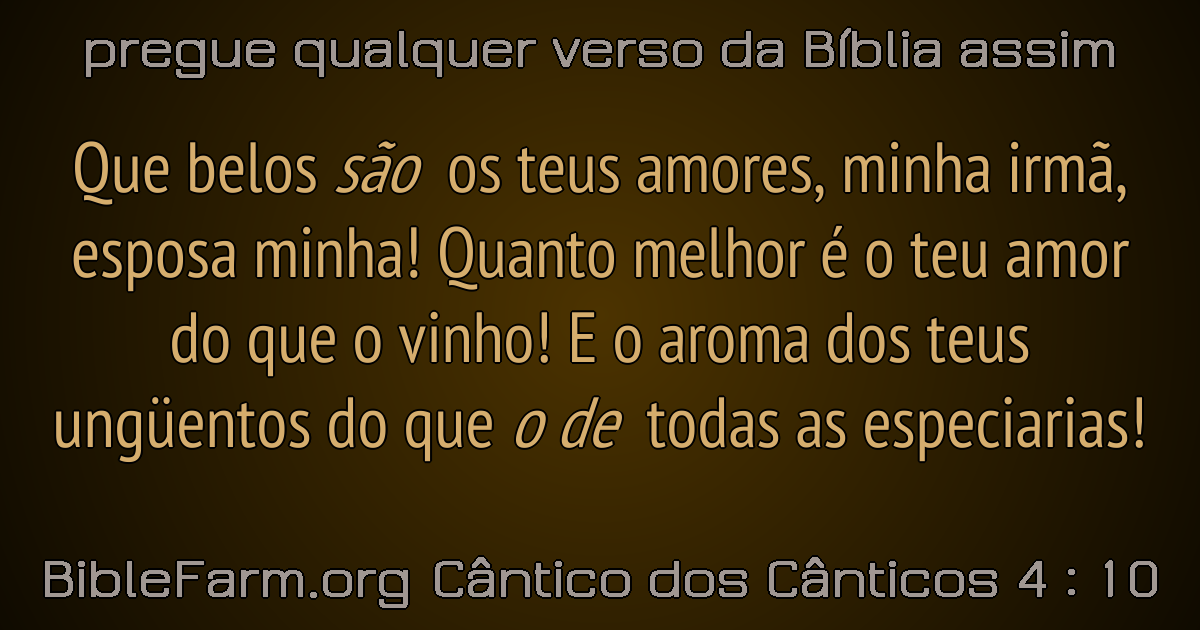 pregue qualquer verso da Bíblia assim
Que belos são os teus amores, minha irmã,
esposa minha! Quanto melhor é o teu amor
do que o vinho! E o aroma dos teus
ungüentos do que o de todas as especiarias!
BibleFarm.org Cântico dos Cânticos 4 : 10